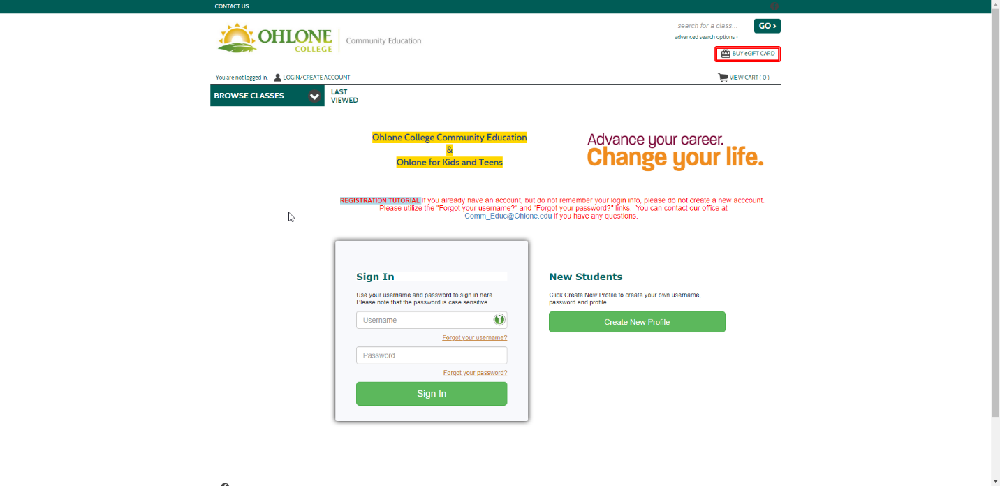 CONTACT US
OHLONE
COLLEGE
Community Education
search for a class...
GO ›
advanced search options ›
BUY eGIFT CARD
You are not logged in.
LOGIN/CREATE ACCOUNT
VIEW CART ( 0 )
BROWSE CLASSES
LAST
VIEWED
Ohlone College Community Education
&
Ohlone for Kids and Teens
Advance your career.
Change your life.
REGISTRATION TUTORIAL If you already have an account, but do not remember your login info, please do not create a new acccount.
Please utilize the "Forgot your username?" and "Forgot your password?" links.  You can contact our office at
Comm_Educ@Ohlone.edu if you have any questions.
Sign In
Use your username and password to sign in here.
Please note that the password is case sensitive.
Username
Forgot your username?
Password
Forgot your password?
Sign In
New Students
Click Create New Profile to create your own username,
password and profile.
Create New Profile